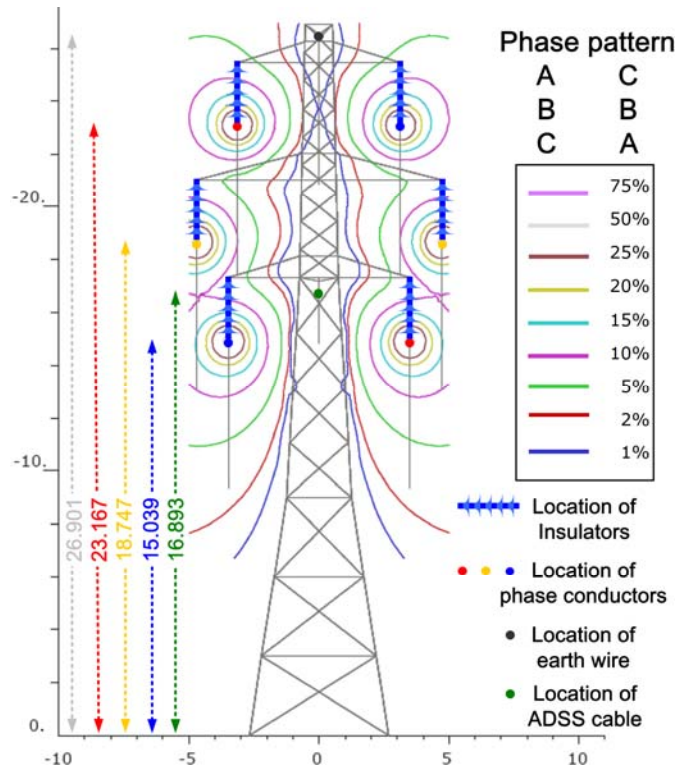 Phase pattern
A C
B B
C A
75%
50%
25%
20%
15%
10%
5%
2%
1%
Location of
Insulators
Location of
phase conductors
Location of
earth wire
Location of
ADSS cable
-20.
-10.
0.
26.901
23.167
18.747
15.039
16.893
-10 -5 0 5 10